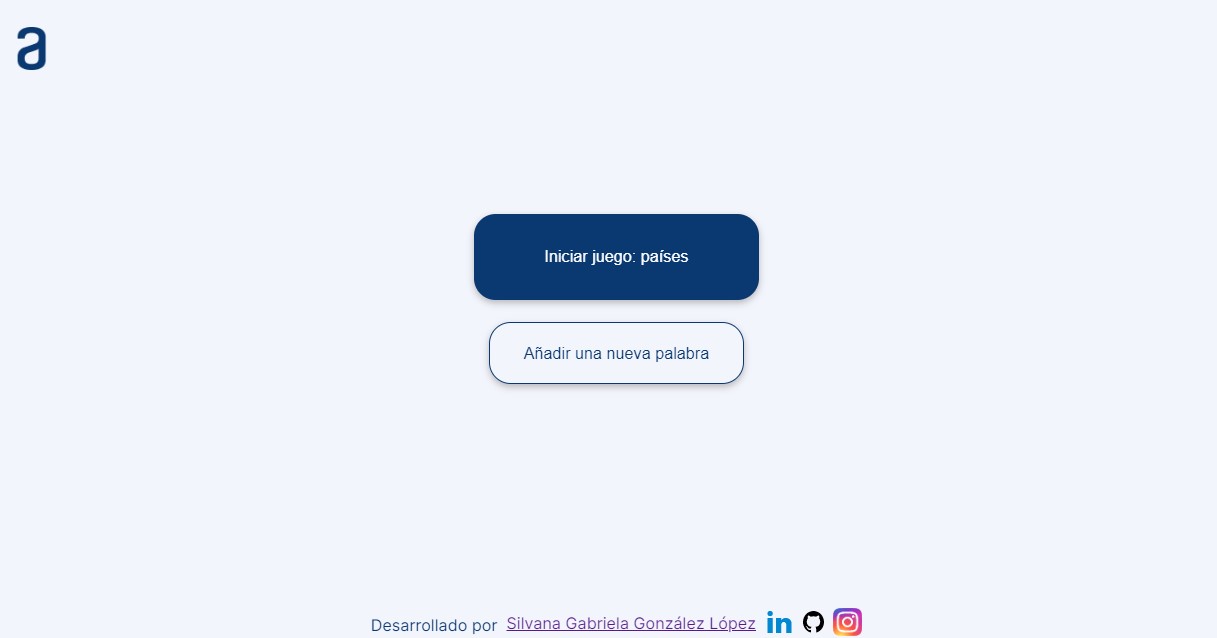 a
Iniciar juego: países
Añadir una nueva palabra
Desarrollado por Silvana Gabriela González López in